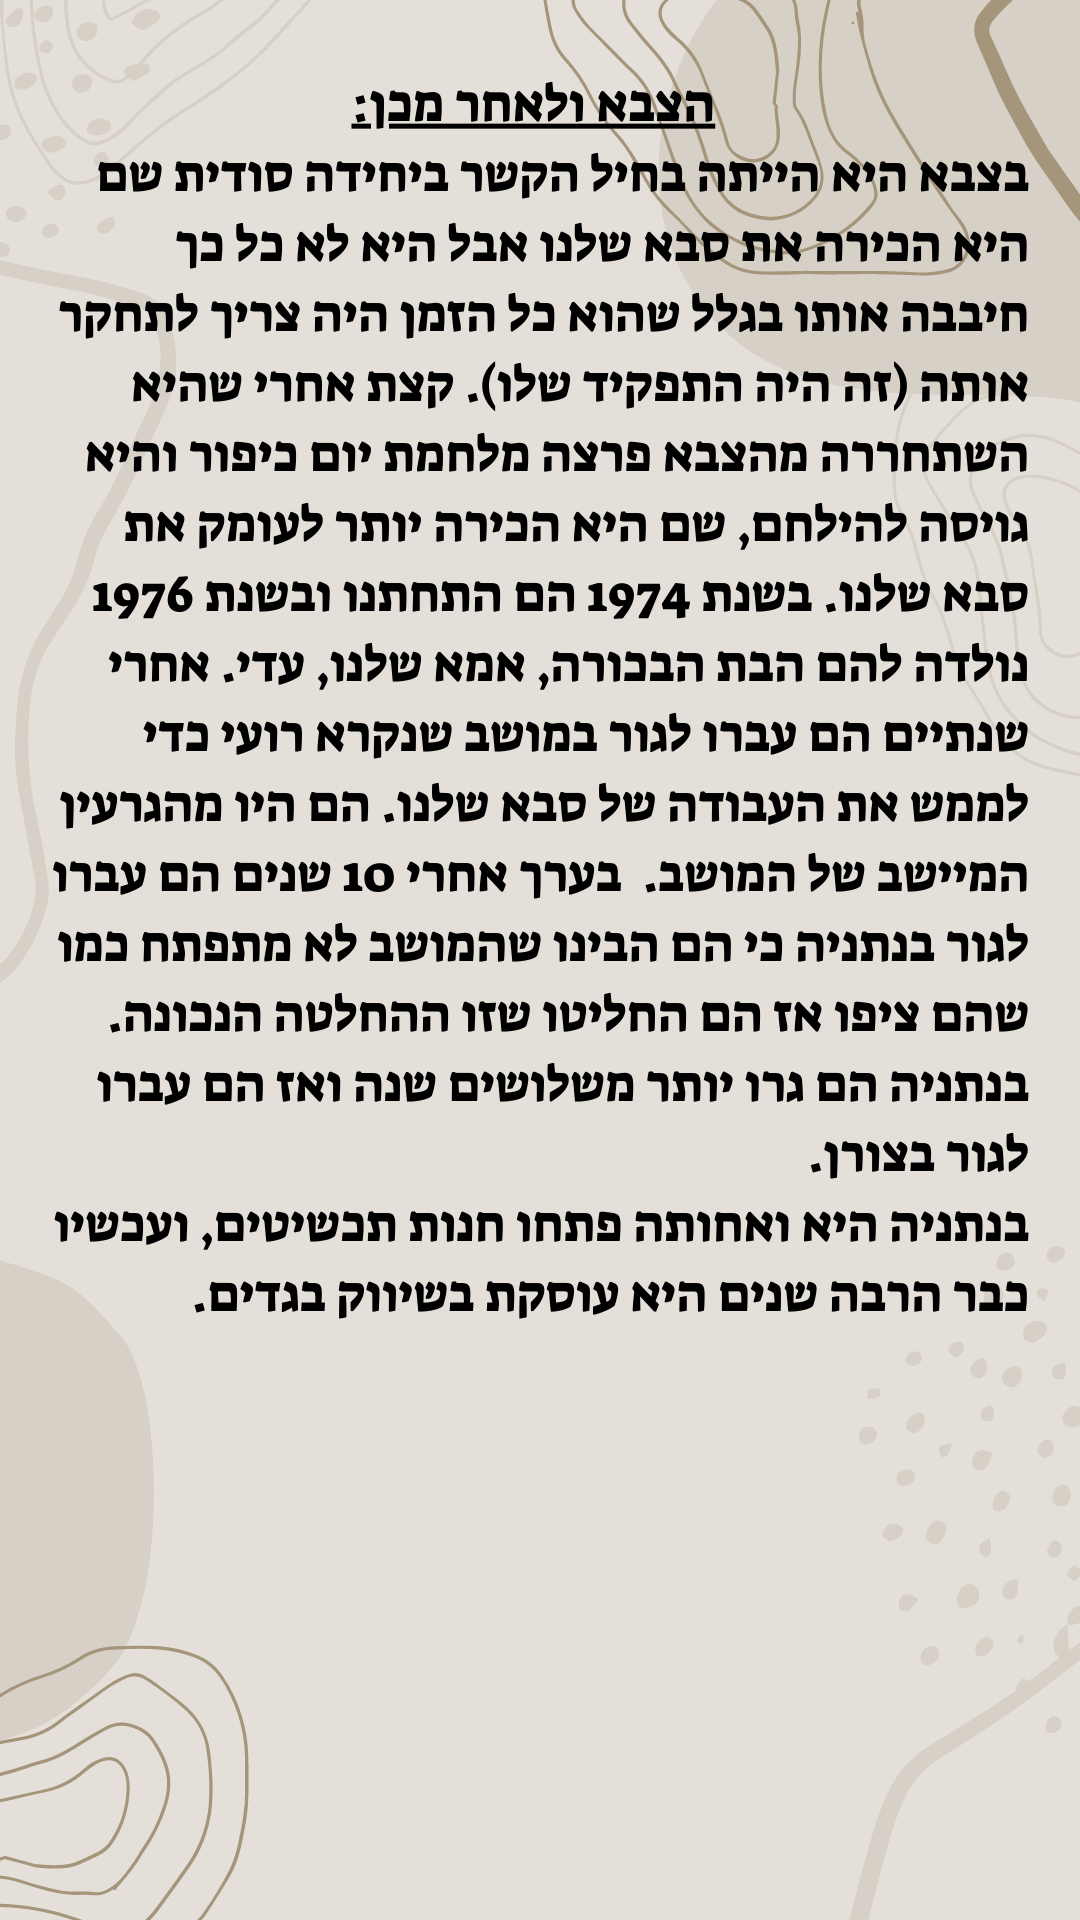 הצבא ולאחר מכן:
בצבא היא הייתה בחיל הקשר ביחידה סודית שם
היא הכירה את סבא שלנו אבל היא לא כל כך
חיבבה אותו בגלל שהוא כל הזמן היה צריך לתחקר
אותה (זה היה התפקיד שלו). קצת אחרי שהיא
השתחררה מהצבא פרצה מלחמת יום כיפור והיא
גויסה להילחם, שם היא הכירה יותר לעומק את
סבא שלנו. בשנת 1974 הם התחתנו ובשנת 1976
נולדה להם הבת הבכורה, אמא שלנו, עדי. אחרי
שנתיים הם עברו לגור במושב שנקרא רועי כדי
לממש את העבודה של סבא שלנו. הם היו מהגרעין
המיישב של המושב. בערך אחרי 10 שנים הם עברו
לגור בנתניה כי הם הבינו שהמושב לא מתפתח כמו
שהם ציפו אז הם החליטו שזו ההחלטה הנכונה.
בנתניה הם גרו יותר משלושים שנה ואז הם עברו
לגור בצורן.
בנתניה היא ואחותה פתחו חנות תכשיטים, ועכשיו
כבר הרבה שנים היא עוסקת בשיווק בגדים.